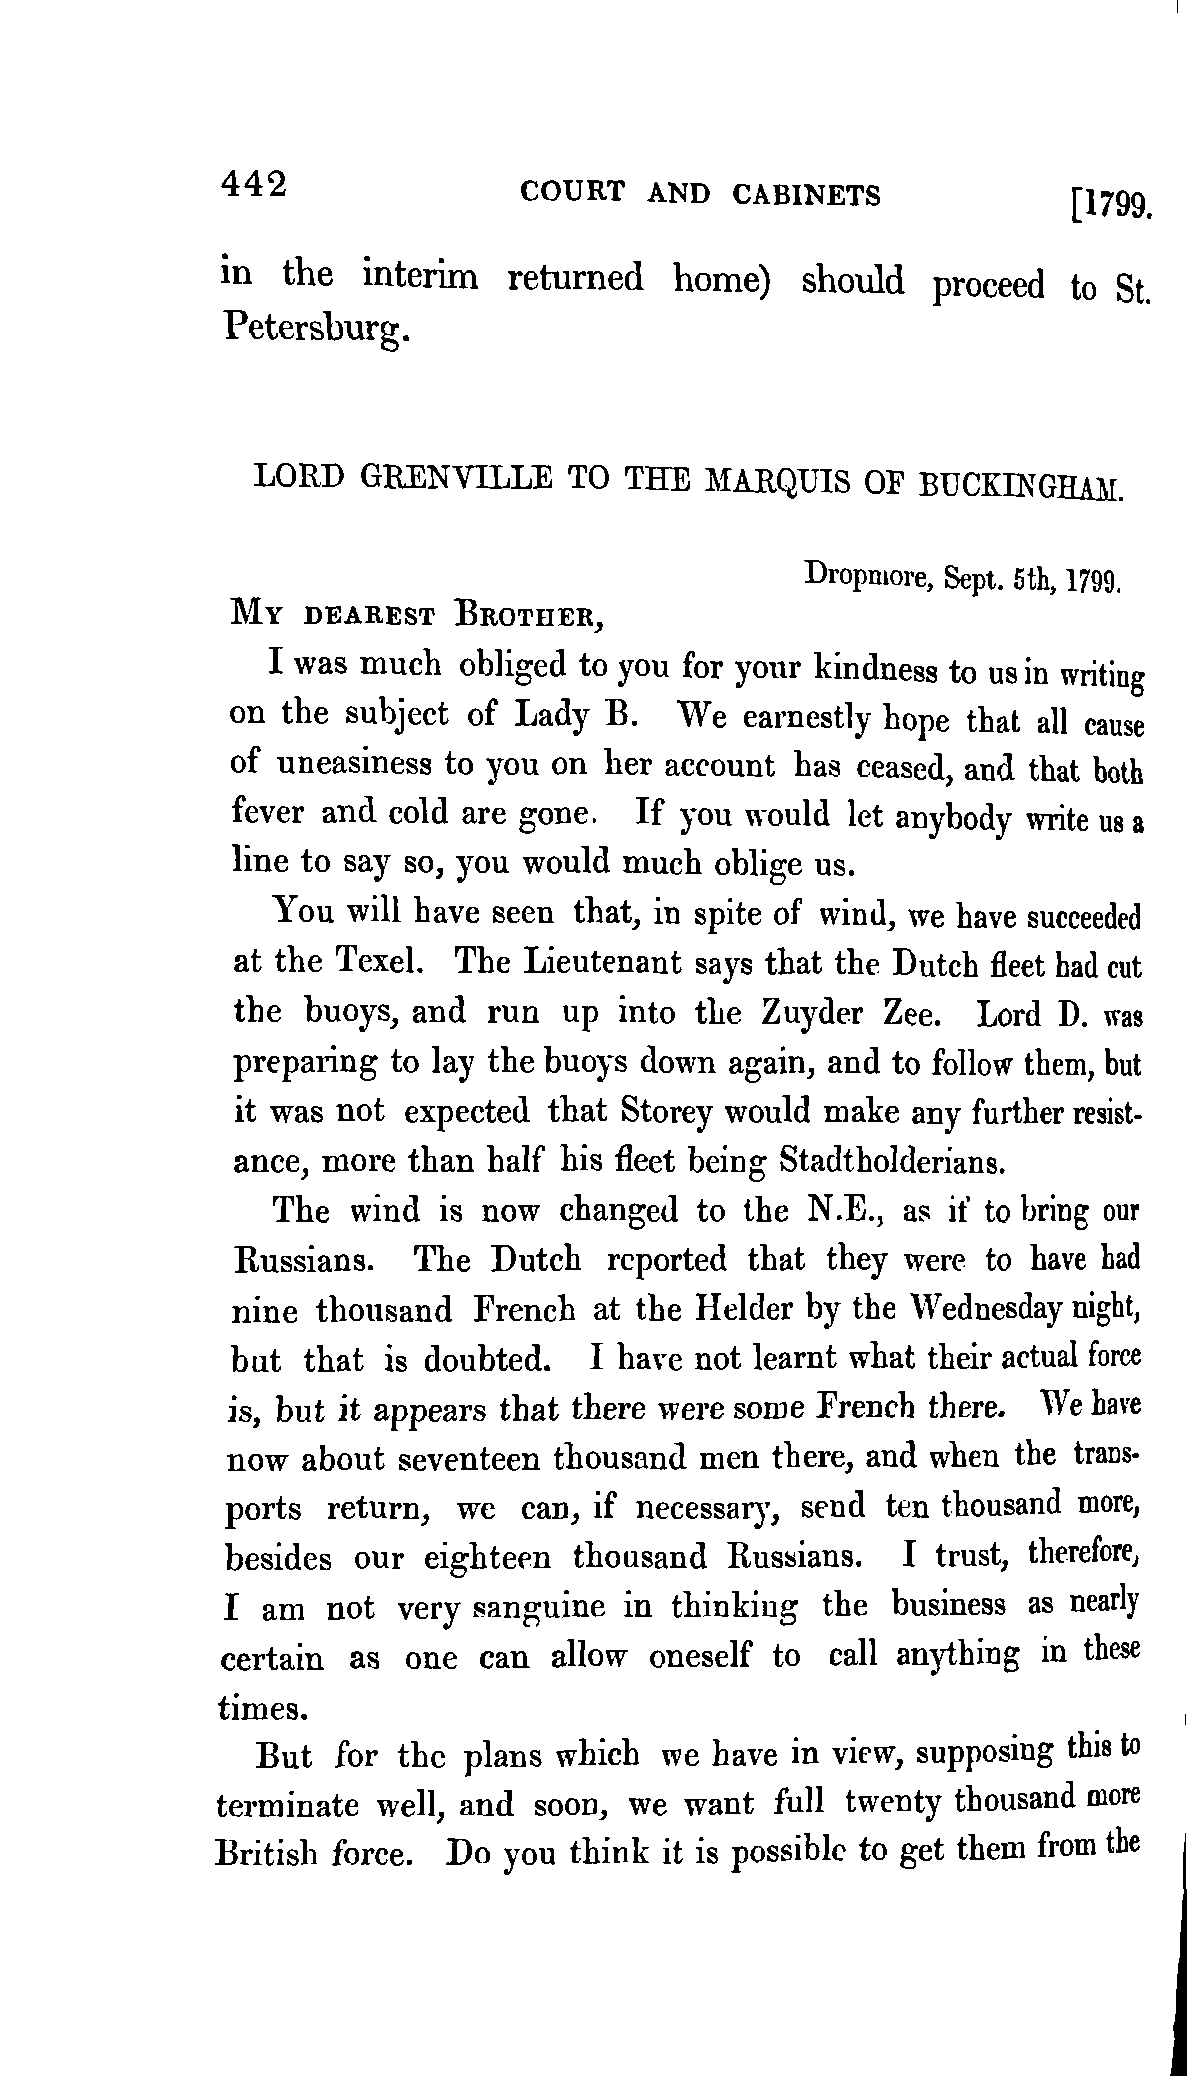 442 COURT AND CABINETS [1799.
in the interim returned home) should proceed to St.
Petersburg.
LORD GRENVILLE TO THE MARQUIS OF BUCKINGHAM.
Dropmore, Sept. 5th, 1799.
MY DEAREST BROTHER,
I was much obliged to you for your kindness to us in writing
on the subject of Lady B. We earnestly hope that all cause
of uneasiness to you on her account has ceased, and that both
fever and cold are gone. If you would let anybody write us a
line to say so, you would much oblige us.
You will have seen that, in spite of wind, we have succeeded
at the Texel. The Lieutenant says that the Dutch fleet had cut
the buoys, and run up into the Zuyder Zee. Lord D. was
preparing to lay the buoys down again, and to follow them, but
it was not expected that Storey would make any further resist-
ance, more than half his fleet being Stadtholderians.
The wind is now changed to the N.E., as if to bring our
Russians. The Dutch reported that they were to have had
nine thousand French at the Helder by the Wednesday night,
but that is doubted. I have not learnt what their actual force
is, but it appears that there were some French there. We have
now about seventeen thousand men there, and when the trans-
ports return, we can, if necessary, send ten thousand more,
besides our eighteen thousand Russians. I trust, therefore,
I am not very sanguine in thinking the business as nearly
certain as one can allow oneself to call anything in these
times.
But for the plans which we have in view, supposing this to
terminate well, and soon, we want full twenty thousand more
British force. Do you think it is possible to get them from the